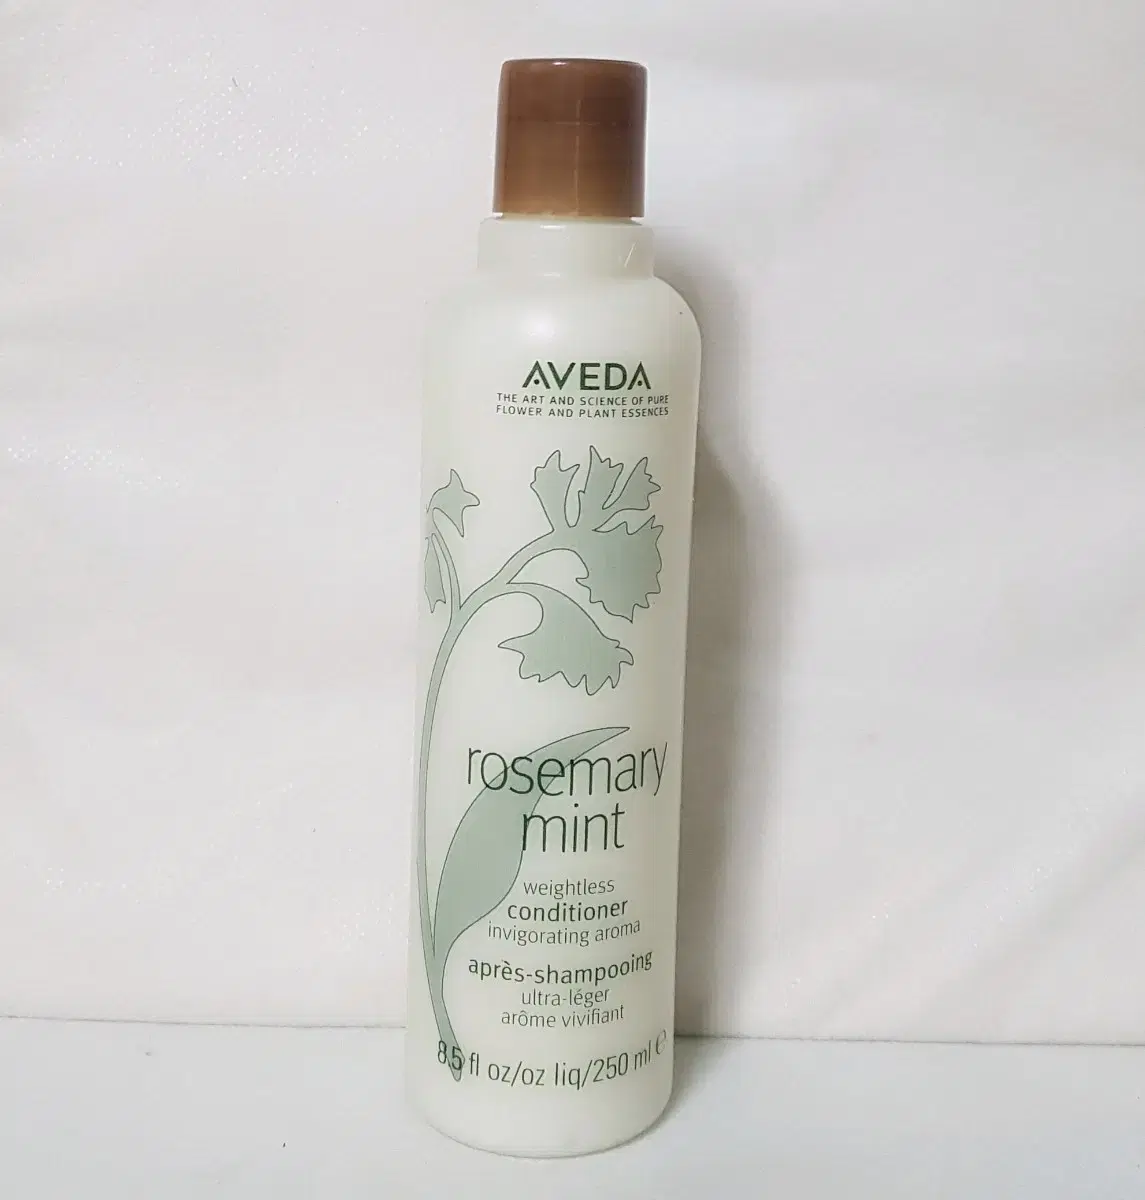 AVEDA
THE ART AND SCIENCE OF PURE
FLOWER AND PLANT ESSENCES
rosemary
mint
weightless
conditioner
invigorating aroma
après-shampooing
ultra-léger
arôme vivifiant
8.5 fl oz/oz liq/250 ml ℮